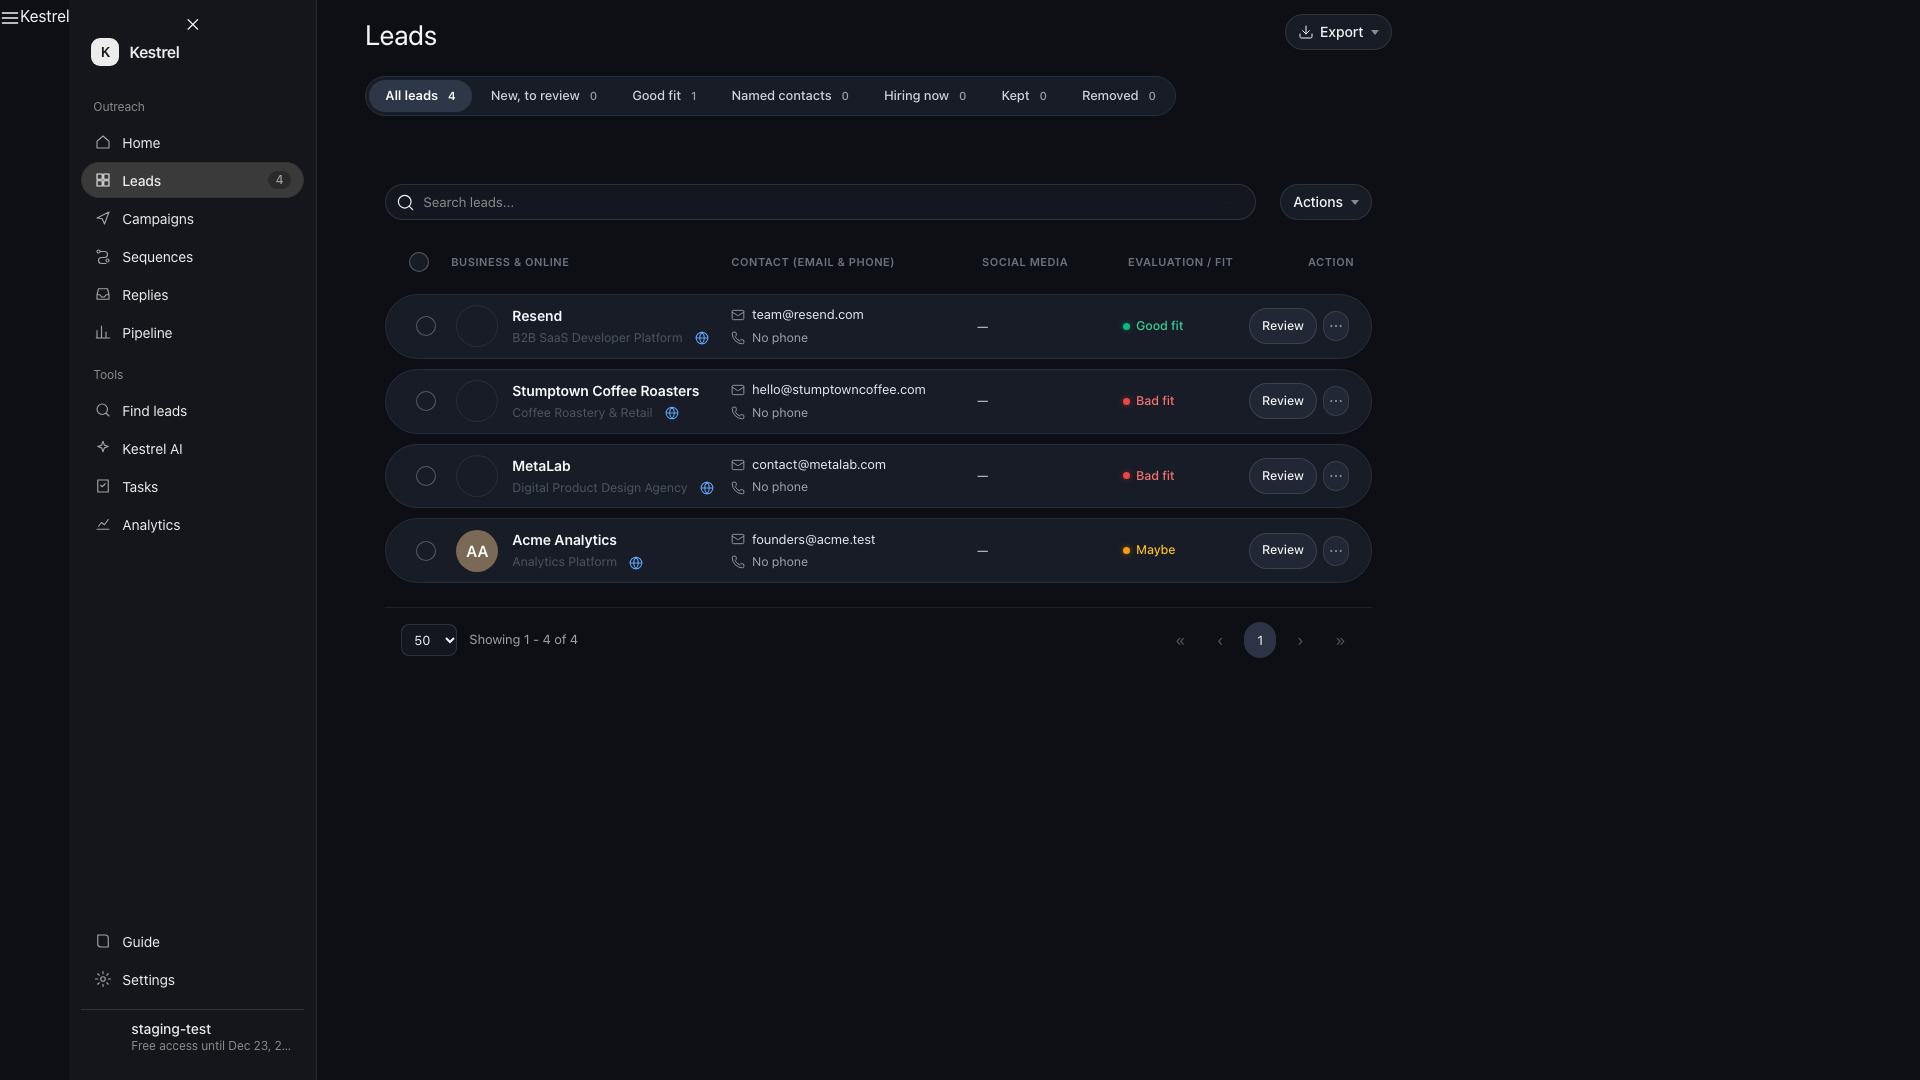 Kestrel
K Kestrel
Outreach
Home
Leads 4
Campaigns
Sequences
Replies
Pipeline
Tools
Find leads
Kestrel AI
Tasks
Analytics
Guide
Settings
staging-test
Free access until Dec 23, 2...
Leads
Export
All leads 4 New, to review 0 Good fit 1 Named contacts 0 Hiring now 0 Kept 0 Removed 0
Search leads...
Actions
BUSINESS & ONLINE CONTACT (EMAIL & PHONE) SOCIAL MEDIA EVALUATION / FIT ACTION
Resend
B2B SaaS Developer Platform
team@resend.com
No phone
—
Good fit
Review ...
Stumptown Coffee Roasters
Coffee Roastery & Retail
hello@stumptowncoffee.com
No phone
—
Bad fit
Review ...
MetaLab
Digital Product Design Agency
contact@metalab.com
No phone
—
Bad fit
Review ...
AA
Acme Analytics
Analytics Platform
founders@acme.test
No phone
—
Maybe
Review ...
50 Showing 1 - 4 of 4
« ‹ 1 › »